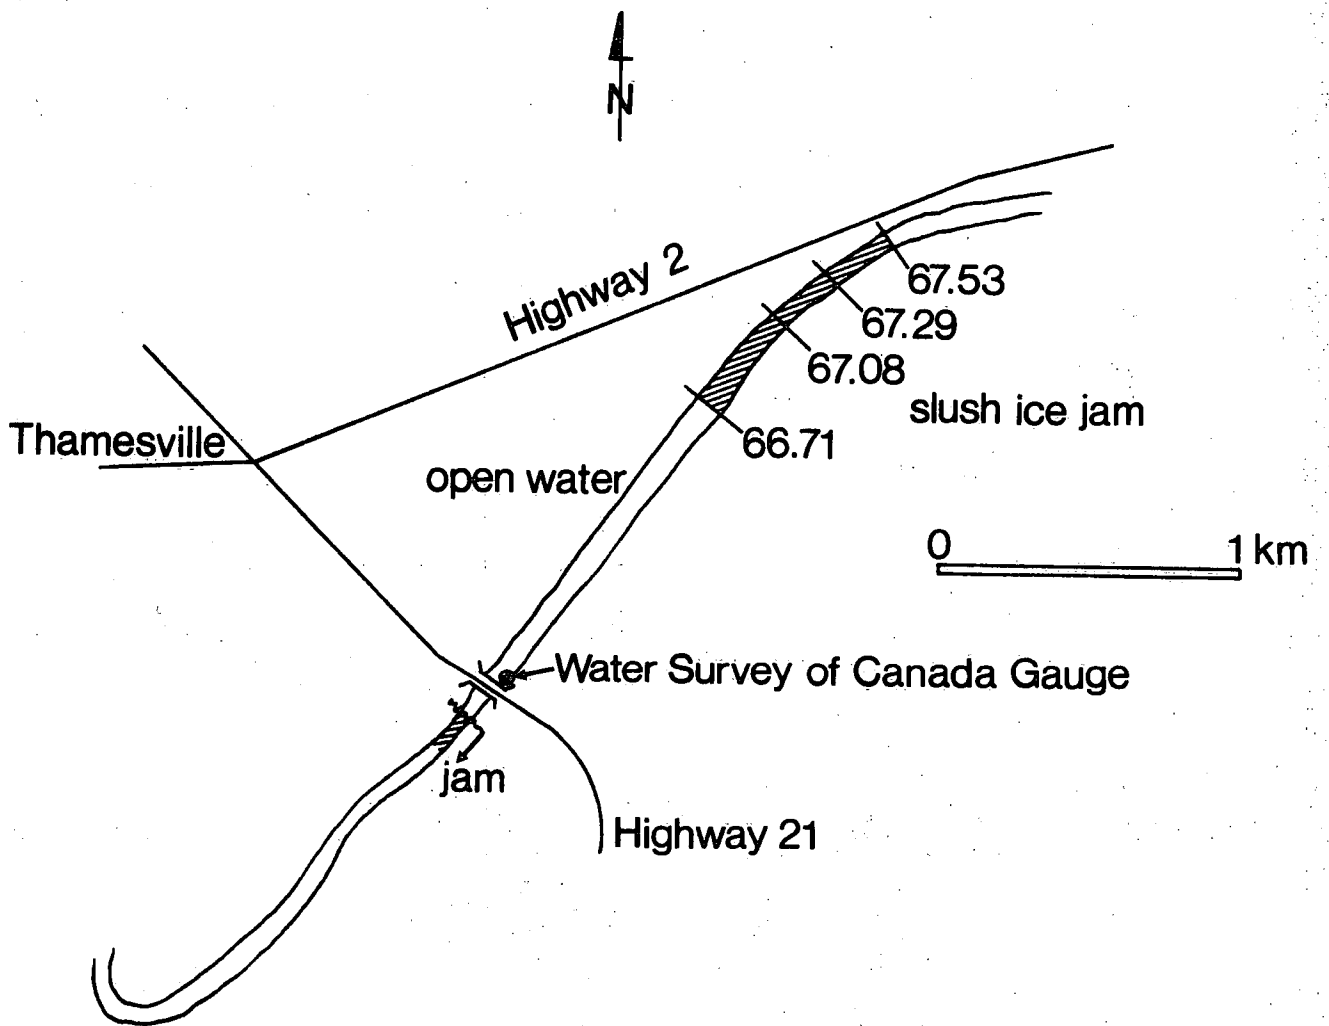 N
Highway 2
67.53
67.29
67.08
slush ice jam
Thamesville
66.71
open water
0 1 km
Water Survey of Canada Gauge
jam
Highway 21